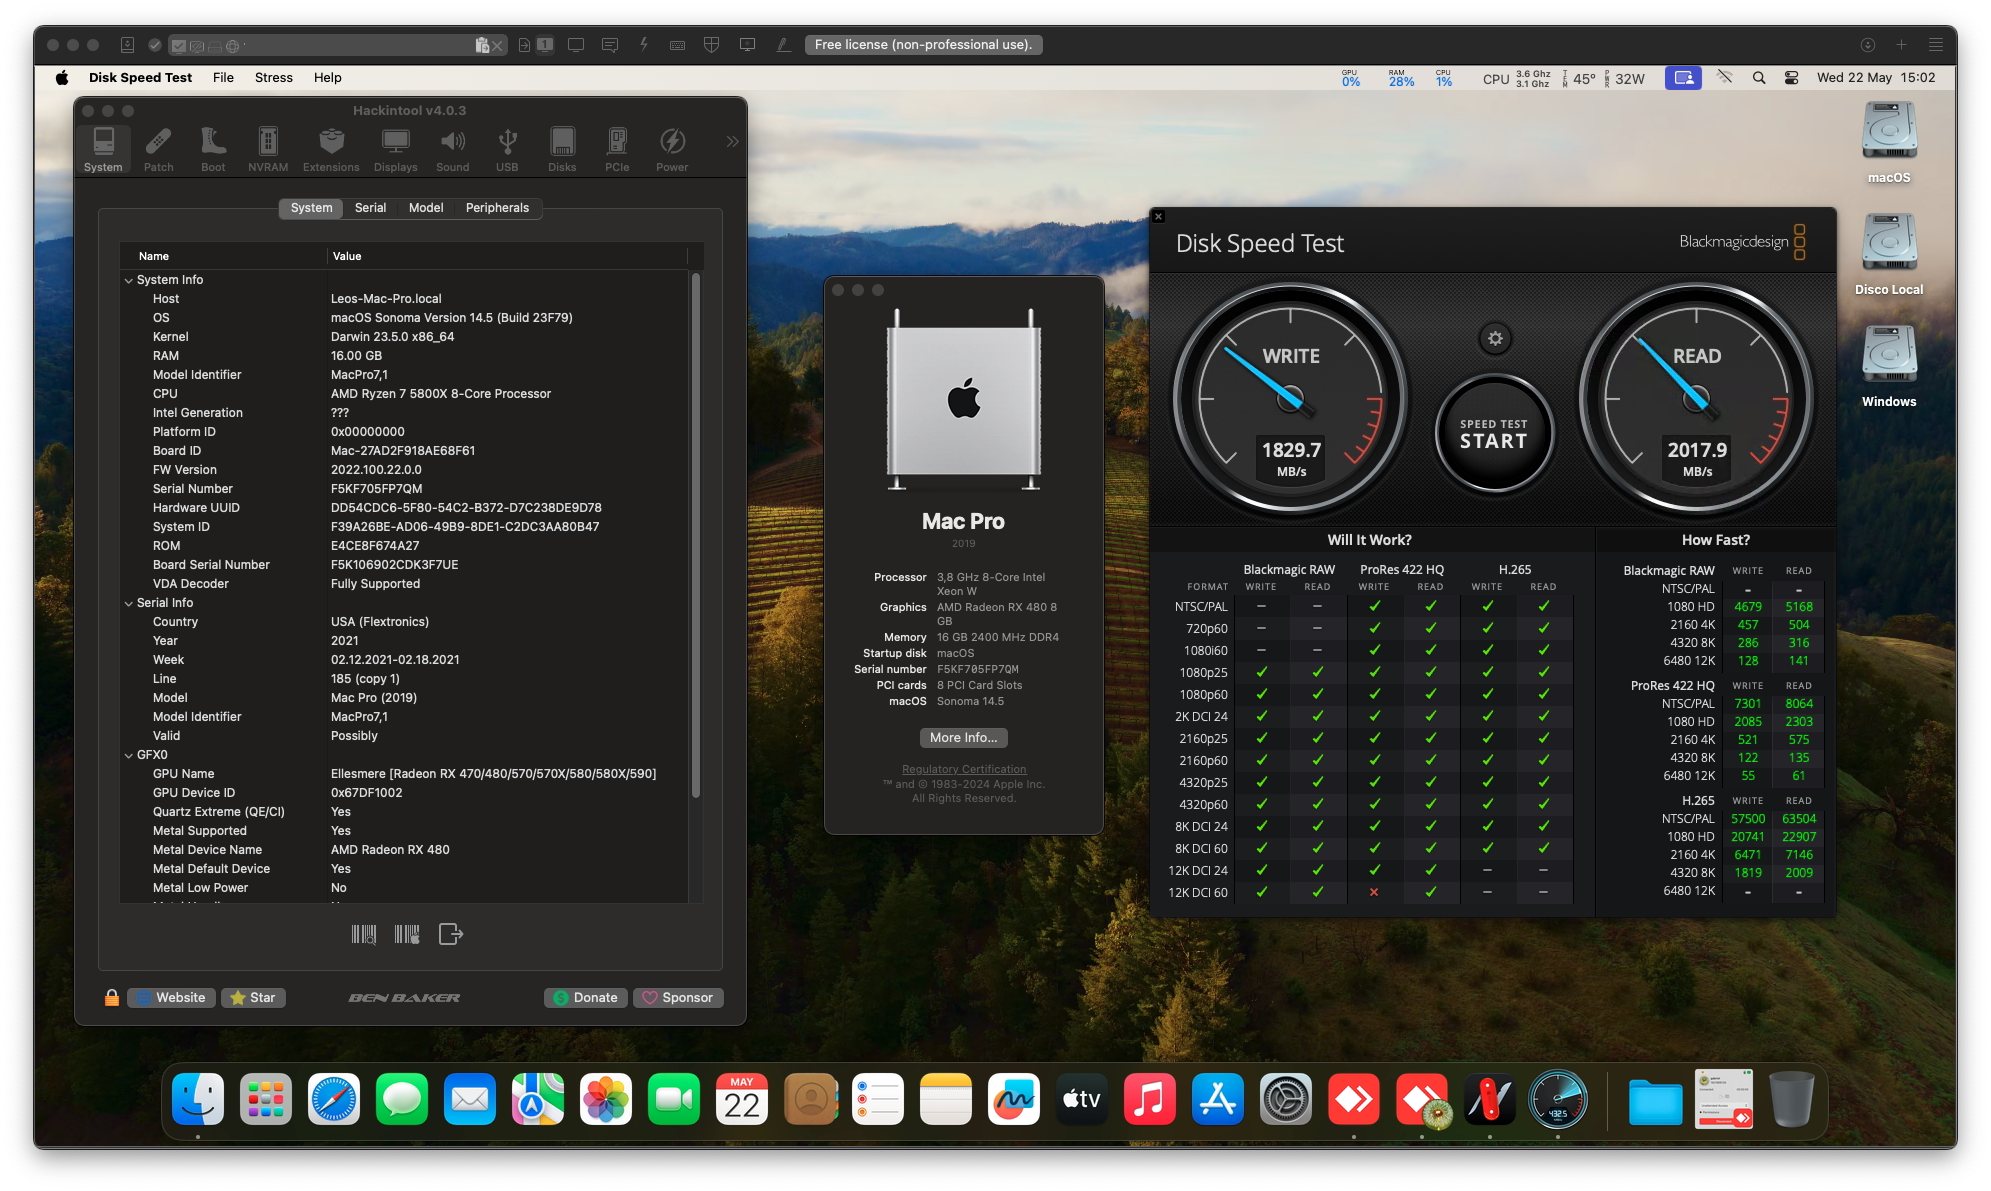 1
Free license (non-professional use).
Disk Speed Test File Stress Help
GPU 0% RAM 28% CPU 1% CPU 3.6 Ghz 3.1 Ghz TEM 45° PWR 32W Wed 22 May 15:02
Hackintool v4.0.3
System Patch Boot NVRAM Extensions Displays Sound USB Disks PCIe Power
System Serial Model Peripherals
Name Value
System Info
Host Leos-Mac-Pro.local
OS macOS Sonoma Version 14.5 (Build 23F79)
Kernel Darwin 23.5.0 x86_64
RAM 16.00 GB
Model Identifier MacPro7,1
CPU AMD Ryzen 7 5800X 8-Core Processor
Intel Generation ???
Platform ID 0x00000000
Board ID Mac-27AD2F918AE68F61
FW Version 2022.100.22.0.0
Serial Number F5KF705FP7QM
Hardware UUID DD54CDC6-5F80-54C2-B372-D7C238DE9D78
System ID F39A26BE-AD06-49B9-8DE1-C2DC3AA80B47
ROM E4CE8F674A27
Board Serial Number F5K106902CDK3F7UE
VDA Decoder Fully Supported
Serial Info
Country USA (Flextronics)
Year 2021
Week 02.12.2021-02.18.2021
Line 185 (copy 1)
Model Mac Pro (2019)
Model Identifier MacPro7,1
Valid Possibly
GFX0
GPU Name Ellesmere [Radeon RX 470/480/570/570X/580/580X/590]
GPU Device ID 0x67DF1002
Quartz Extreme (QE/CI) Yes
Metal Supported Yes
Metal Device Name AMD Radeon RX 480
Metal Default Device Yes
Metal Low Power No
Website Star BEN BAKER Donate Sponsor
Mac Pro
2019
Processor 3,8 GHz 8-Core Intel
Xeon W
Graphics AMD Radeon RX 480 8
GB
Memory 16 GB 2400 MHz DDR4
Startup disk macOS
Serial number F5KF705FP7QM
PCI cards 8 PCI Card Slots
macOS Sonoma 14.5
More Info...
Regulatory Certification
™ and © 1983-2024 Apple Inc.
All Rights Reserved.
Disk Speed Test Blackmagicdesign
WRITE
1829.7
MB/s
SPEED TEST
START
READ
2017.9
MB/s
Will It Work?
Blackmagic RAW ProRes 422 HQ H.265
FORMAT WRITE READ WRITE READ WRITE READ
NTSC/PAL – – ✓ ✓ ✓ ✓
720p60 – – ✓ ✓ ✓ ✓
1080i60 – – ✓ ✓ ✓ ✓
1080p25 ✓ ✓ ✓ ✓ ✓ ✓
1080p60 ✓ ✓ ✓ ✓ ✓ ✓
2K DCI 24 ✓ ✓ ✓ ✓ ✓ ✓
2160p25 ✓ ✓ ✓ ✓ ✓ ✓
2160p60 ✓ ✓ ✓ ✓ ✓ ✓
4320p25 ✓ ✓ ✓ ✓ ✓ ✓
4320p60 ✓ ✓ ✓ ✓ ✓ ✓
8K DCI 24 ✓ ✓ ✓ ✓ ✓ ✓
8K DCI 60 ✓ ✓ ✓ ✓ ✓ ✓
12K DCI 24 ✓ ✓ ✓ ✓ – –
12K DCI 60 ✓ ✓ × ✓ – –
How Fast?
Blackmagic RAW WRITE READ
NTSC/PAL - -
1080 HD 4679 5168
2160 4K 457 504
4320 8K 286 316
6480 12K 128 141
ProRes 422 HQ WRITE READ
NTSC/PAL 7301 8064
1080 HD 2085 2303
2160 4K 521 575
4320 8K 122 135
6480 12K 55 61
H.265 WRITE READ
NTSC/PAL 57500 63504
1080 HD 20741 22907
2160 4K 6471 7146
4320 8K 1819 2009
6480 12K - -
macOS
Disco Local
Windows
MAY
22
tv
432.5